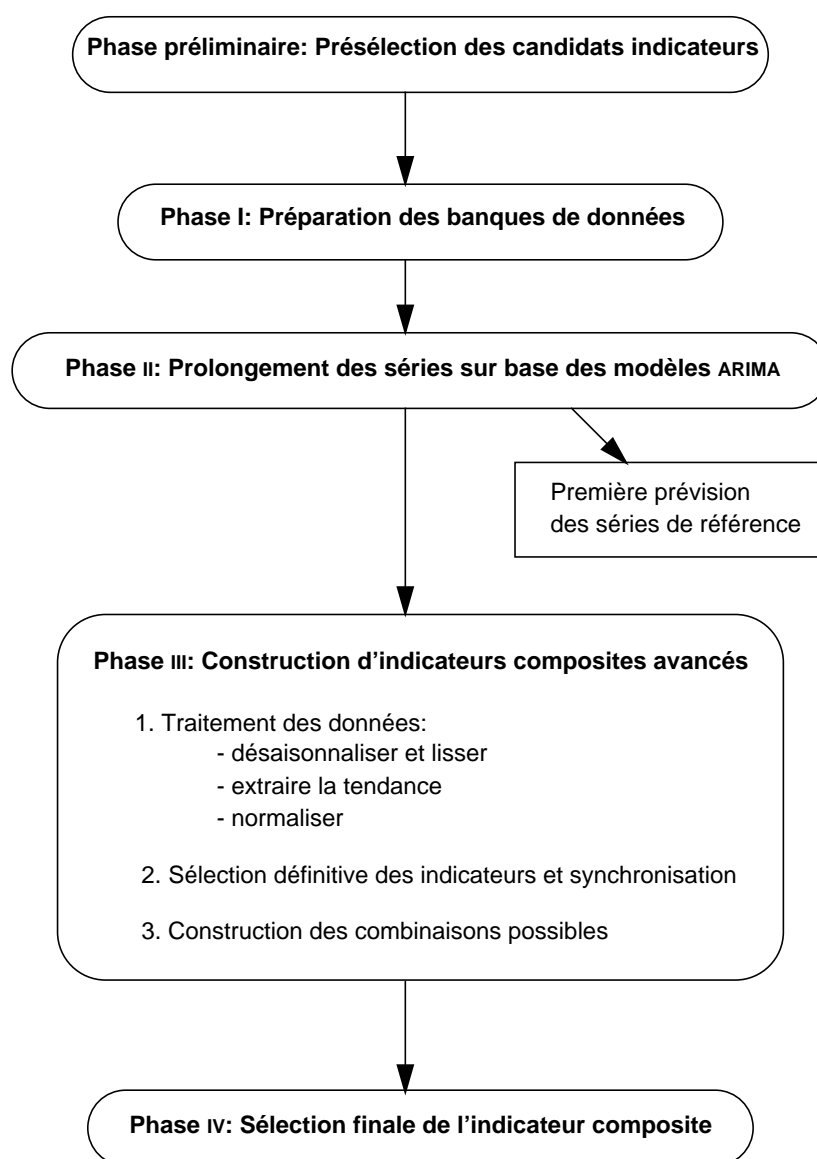 Phase préliminaire: Présélection des candidats indicateurs
Phase I: Préparation des banques de données
Phase II: Prolongement des séries sur base des modèles ARIMA
Première prévision
des séries de référence
Phase III: Construction d’indicateurs composites avancés
1. Traitement des données:
- désaisonnaliser et lisser
- extraire la tendance
- normaliser
2. Sélection définitive des indicateurs et synchronisation
3. Construction des combinaisons possibles
Phase IV: Sélection finale de l’indicateur composite